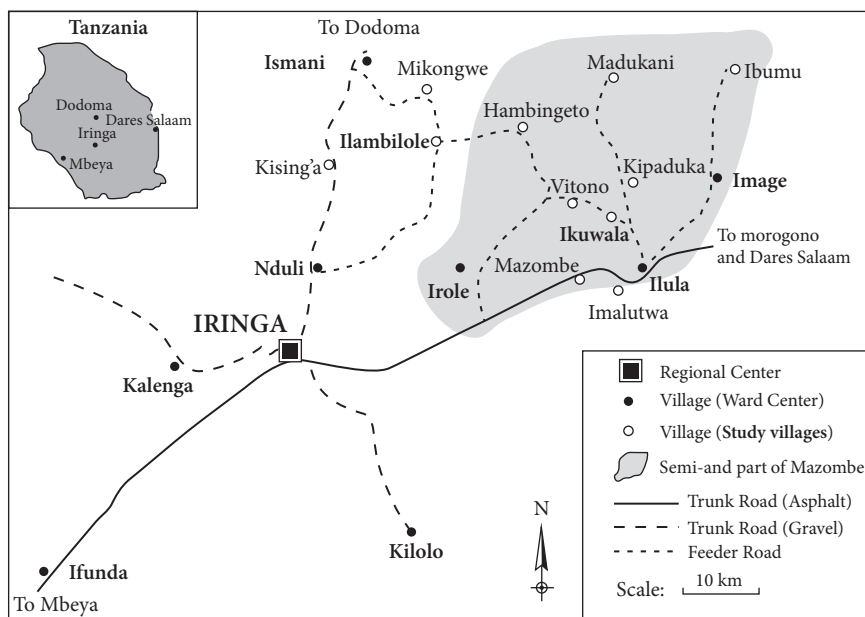 Tanzania
Dodoma
Dares Salaam
Iringa
Mbeya
To Dodoma
Ismani
Mikongwe
Madukani
Ibumu
Hambingeto
Ilambilole
Kising'a
Kipaduka
Vitono
Image
Ikuwala
To morogono
and Dares Salaam
Nduli
Mazombe
Irole
Ilula
Imalutwa
IRINGA
Kalenga
Kilolo
Ifunda
To Mbeya
N
Regional Center
Village (Ward Center)
Village (Study villages)
Semi-and part of Mazombe
Trunk Road (Asphalt)
Trunk Road (Gravel)
Feeder Road
Scale: 10 km